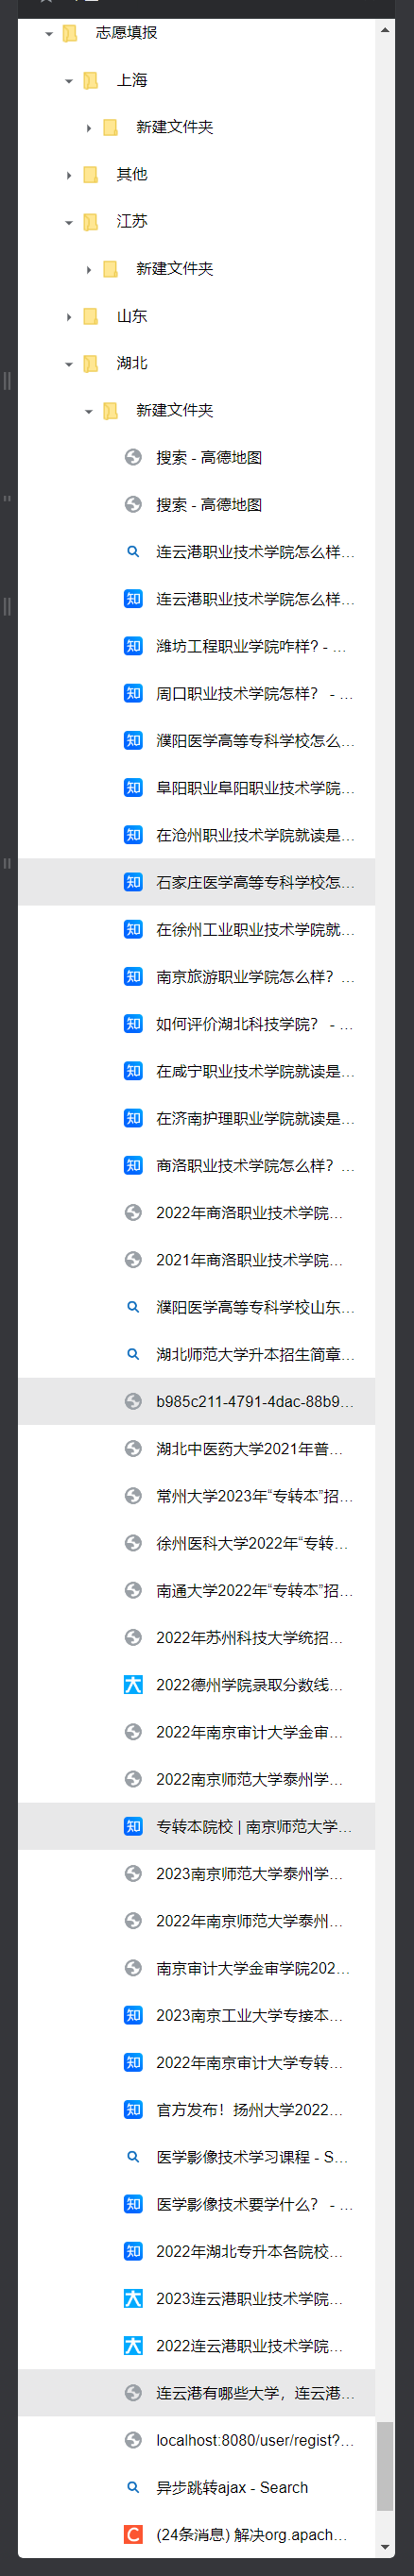 志愿填报
上海
新建文件夹
其他
江苏
新建文件夹
山东
湖北
新建文件夹
搜索 - 高德地图
搜索 - 高德地图
连云港职业技术学院怎么样...
连云港职业技术学院怎么样...
潍坊工程职业学院咋样? - ...
周口职业技术学院怎样？ - ...
濮阳医学高等专科学校怎么...
阜阳职业阜阳职业技术学院...
在沧州职业技术学院就读是...
石家庄医学高等专科学校怎...
在徐州工业职业技术学院就...
南京旅游职业学院怎么样？...
如何评价湖北科技学院？ - ...
在咸宁职业技术学院就读是...
在济南护理职业学院就读是...
商洛职业技术学院怎么样？...
2022年商洛职业技术学院...
2021年商洛职业技术学院...
濮阳医学高等专科学校山东...
湖北师范大学升本招生简章...
b985c211-4791-4dac-88b9...
湖北中医药大学2021年普...
常州大学2023年“专转本”招...
徐州医科大学2022年“专转...
南通大学2022年“专转本”招...
2022年苏州科技大学统招...
2022德州学院录取分数线...
2022年南京审计大学金审...
2022南京师范大学泰州学...
专转本院校 | 南京师范大学...
2023南京师范大学泰州学...
2022年南京师范大学泰州...
南京审计大学金审学院202...
2023南京工业大学专接本...
2022年南京审计大学专转...
官方发布！扬州大学2022...
医学影像技术学习课程 - S...
医学影像技术要学什么？ - ...
2022年湖北专升本各院校...
2023连云港职业技术学院...
2022连云港职业技术学院...
连云港有哪些大学，连云港...
localhost:8080/user/regist?...
异步跳转ajax - Search
(24条消息) 解决org.apach...